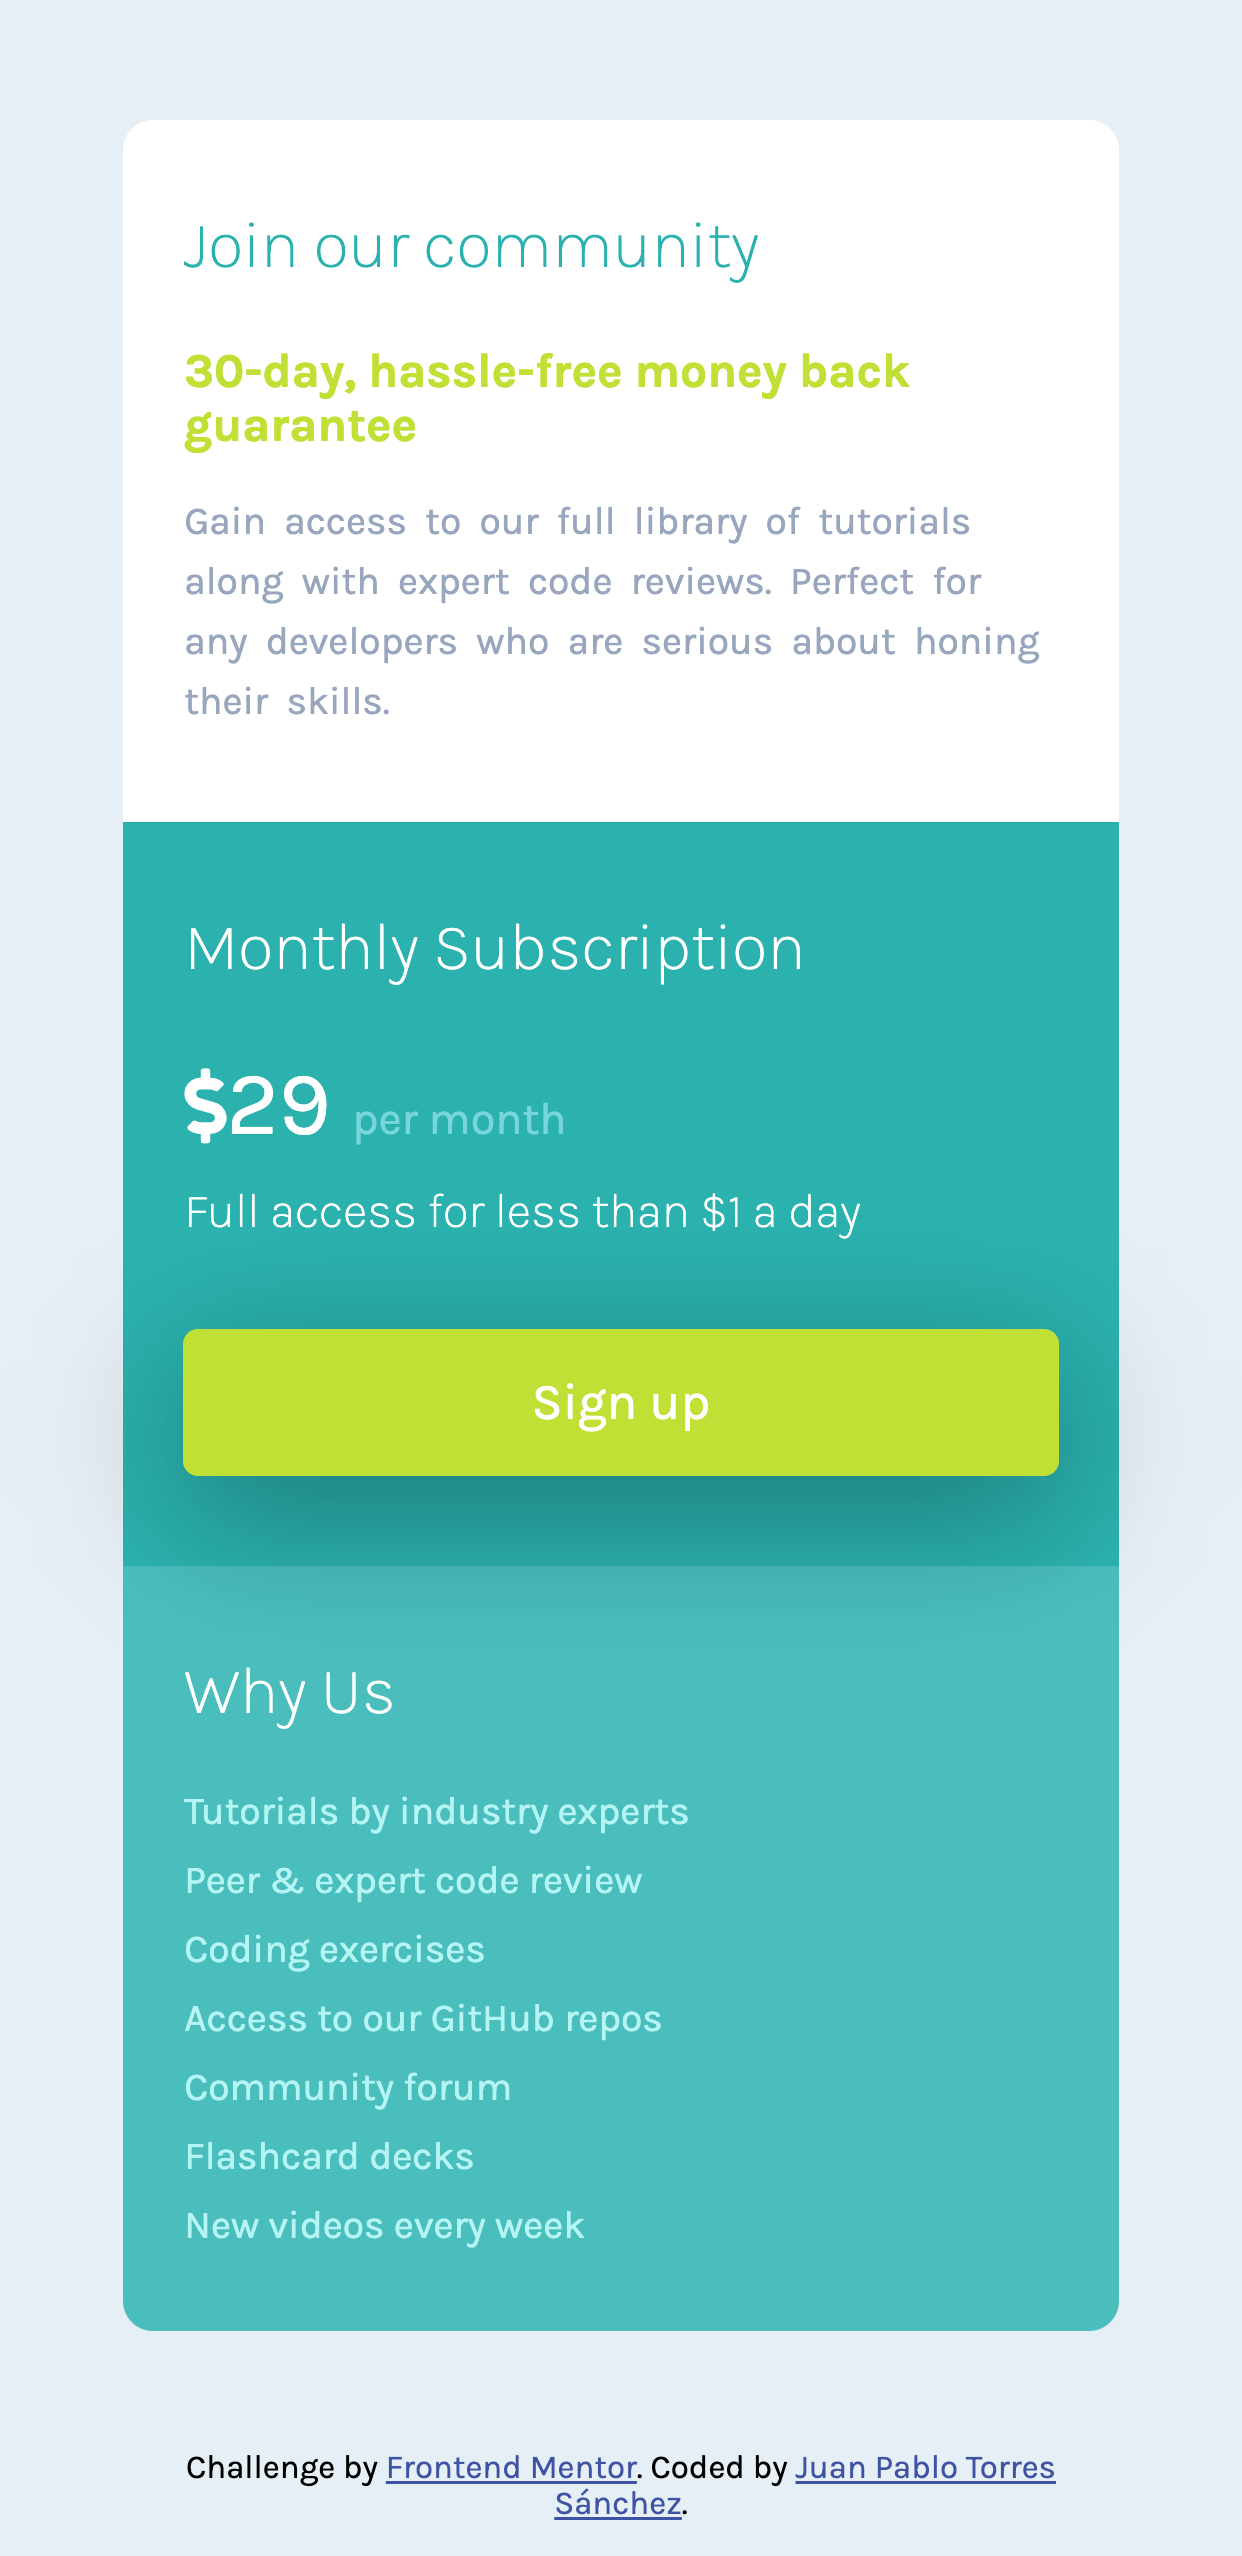 Join our community
30-day, hassle-free money back
guarantee
Gain access to our full library of tutorials
along with expert code reviews. Perfect for
any developers who are serious about honing
their skills.
Monthly Subscription
$29 per month
Full access for less than $1 a day
Sign up
Why Us
Tutorials by industry experts
Peer & expert code review
Coding exercises
Access to our GitHub repos
Community forum
Flashcard decks
New videos every week
Challenge by Frontend Mentor. Coded by Juan Pablo Torres
Sánchez.